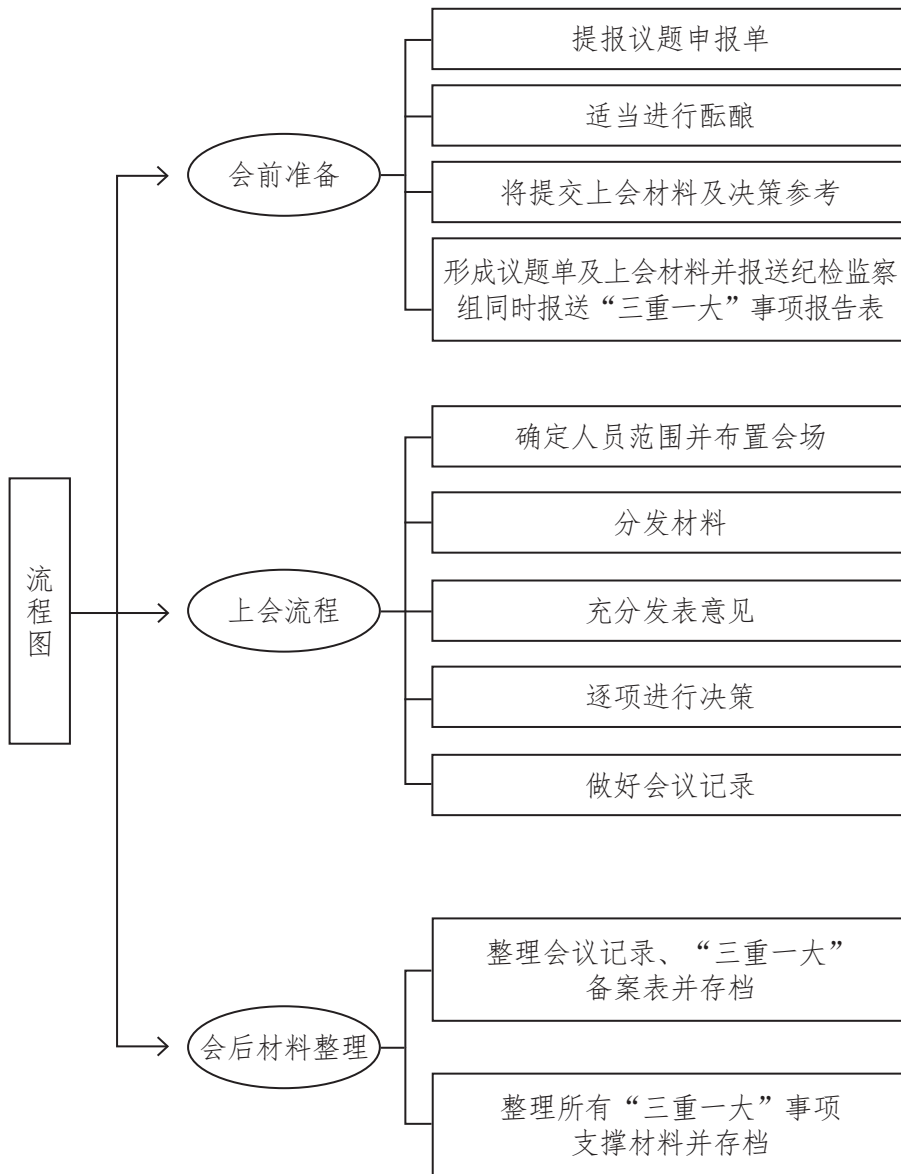 流程图
会前准备
提报议题申报单
适当进行酝酿
将提交上会材料及决策参考
形成议题单及上会材料并报送纪检监察
组同时报送“三重一大”事项报告表
上会流程
确定人员范围并布置会场
分发材料
充分发表意见
逐项进行决策
做好会议记录
会后材料整理
整理会议记录、“三重一大”
备案表并存档
整理所有“三重一大”事项
支撑材料并存档